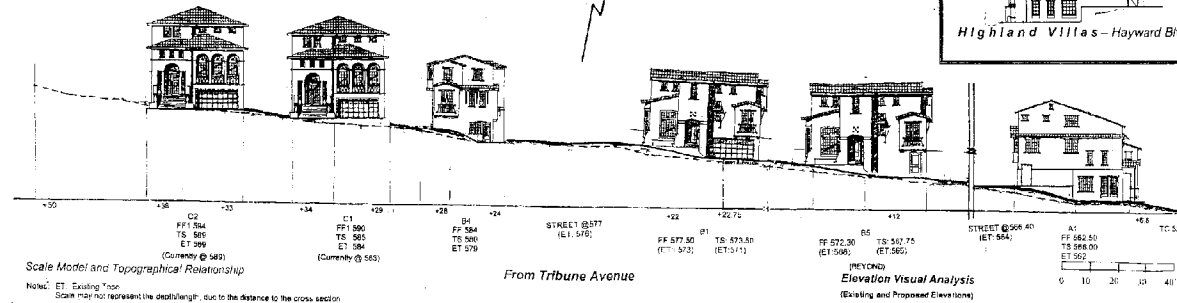 Highland Villas – Hayward Bl
+50
+38
+33
+34
+29
+28
+24
+22
+22.75
+12
+6.6
C2
FF1 594
TS 589
ET 589
(Currently @ 589)
C1
FF1 590
TS 585
ET 584
(Currently @ 583)
B4
FF 584
TS 580
ET 579
STREET @577
(ET: 576)
B1
FF 577.50 TS: 573.50
(ET: 573) (ET: 571)
B5
FF 572.30 TS: 567.75
(ET: 568) (ET: 565)
(BEYOND)
STREET @566.40
(ET: 564)
A1
FF 562.50
TS 566.00
ET 562
0 10 20 30 40'
Scale Model and Topographical Relationship
From Tribune Avenue
Elevation Visual Analysis
(Existing and Proposed Elevations)
Notes: ET: Existing Topo
Scale may not represent the depth/length, due to the distance to the cross section